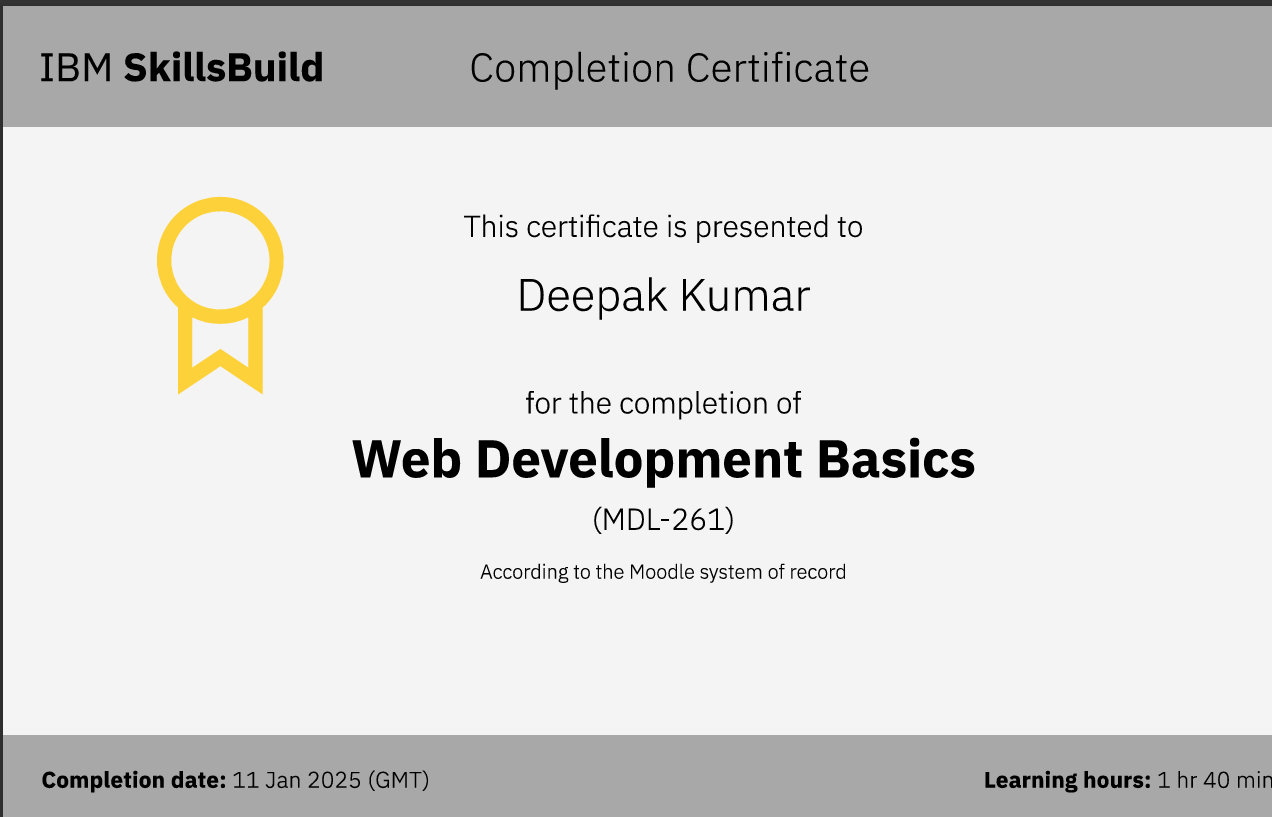 IBM SkillsBuild Completion Certificate
This certificate is presented to
Deepak Kumar
for the completion of
Web Development Basics
(MDL-261)
According to the Moodle system of record
Completion date: 11 Jan 2025 (GMT) Learning hours: 1 hr 40 min